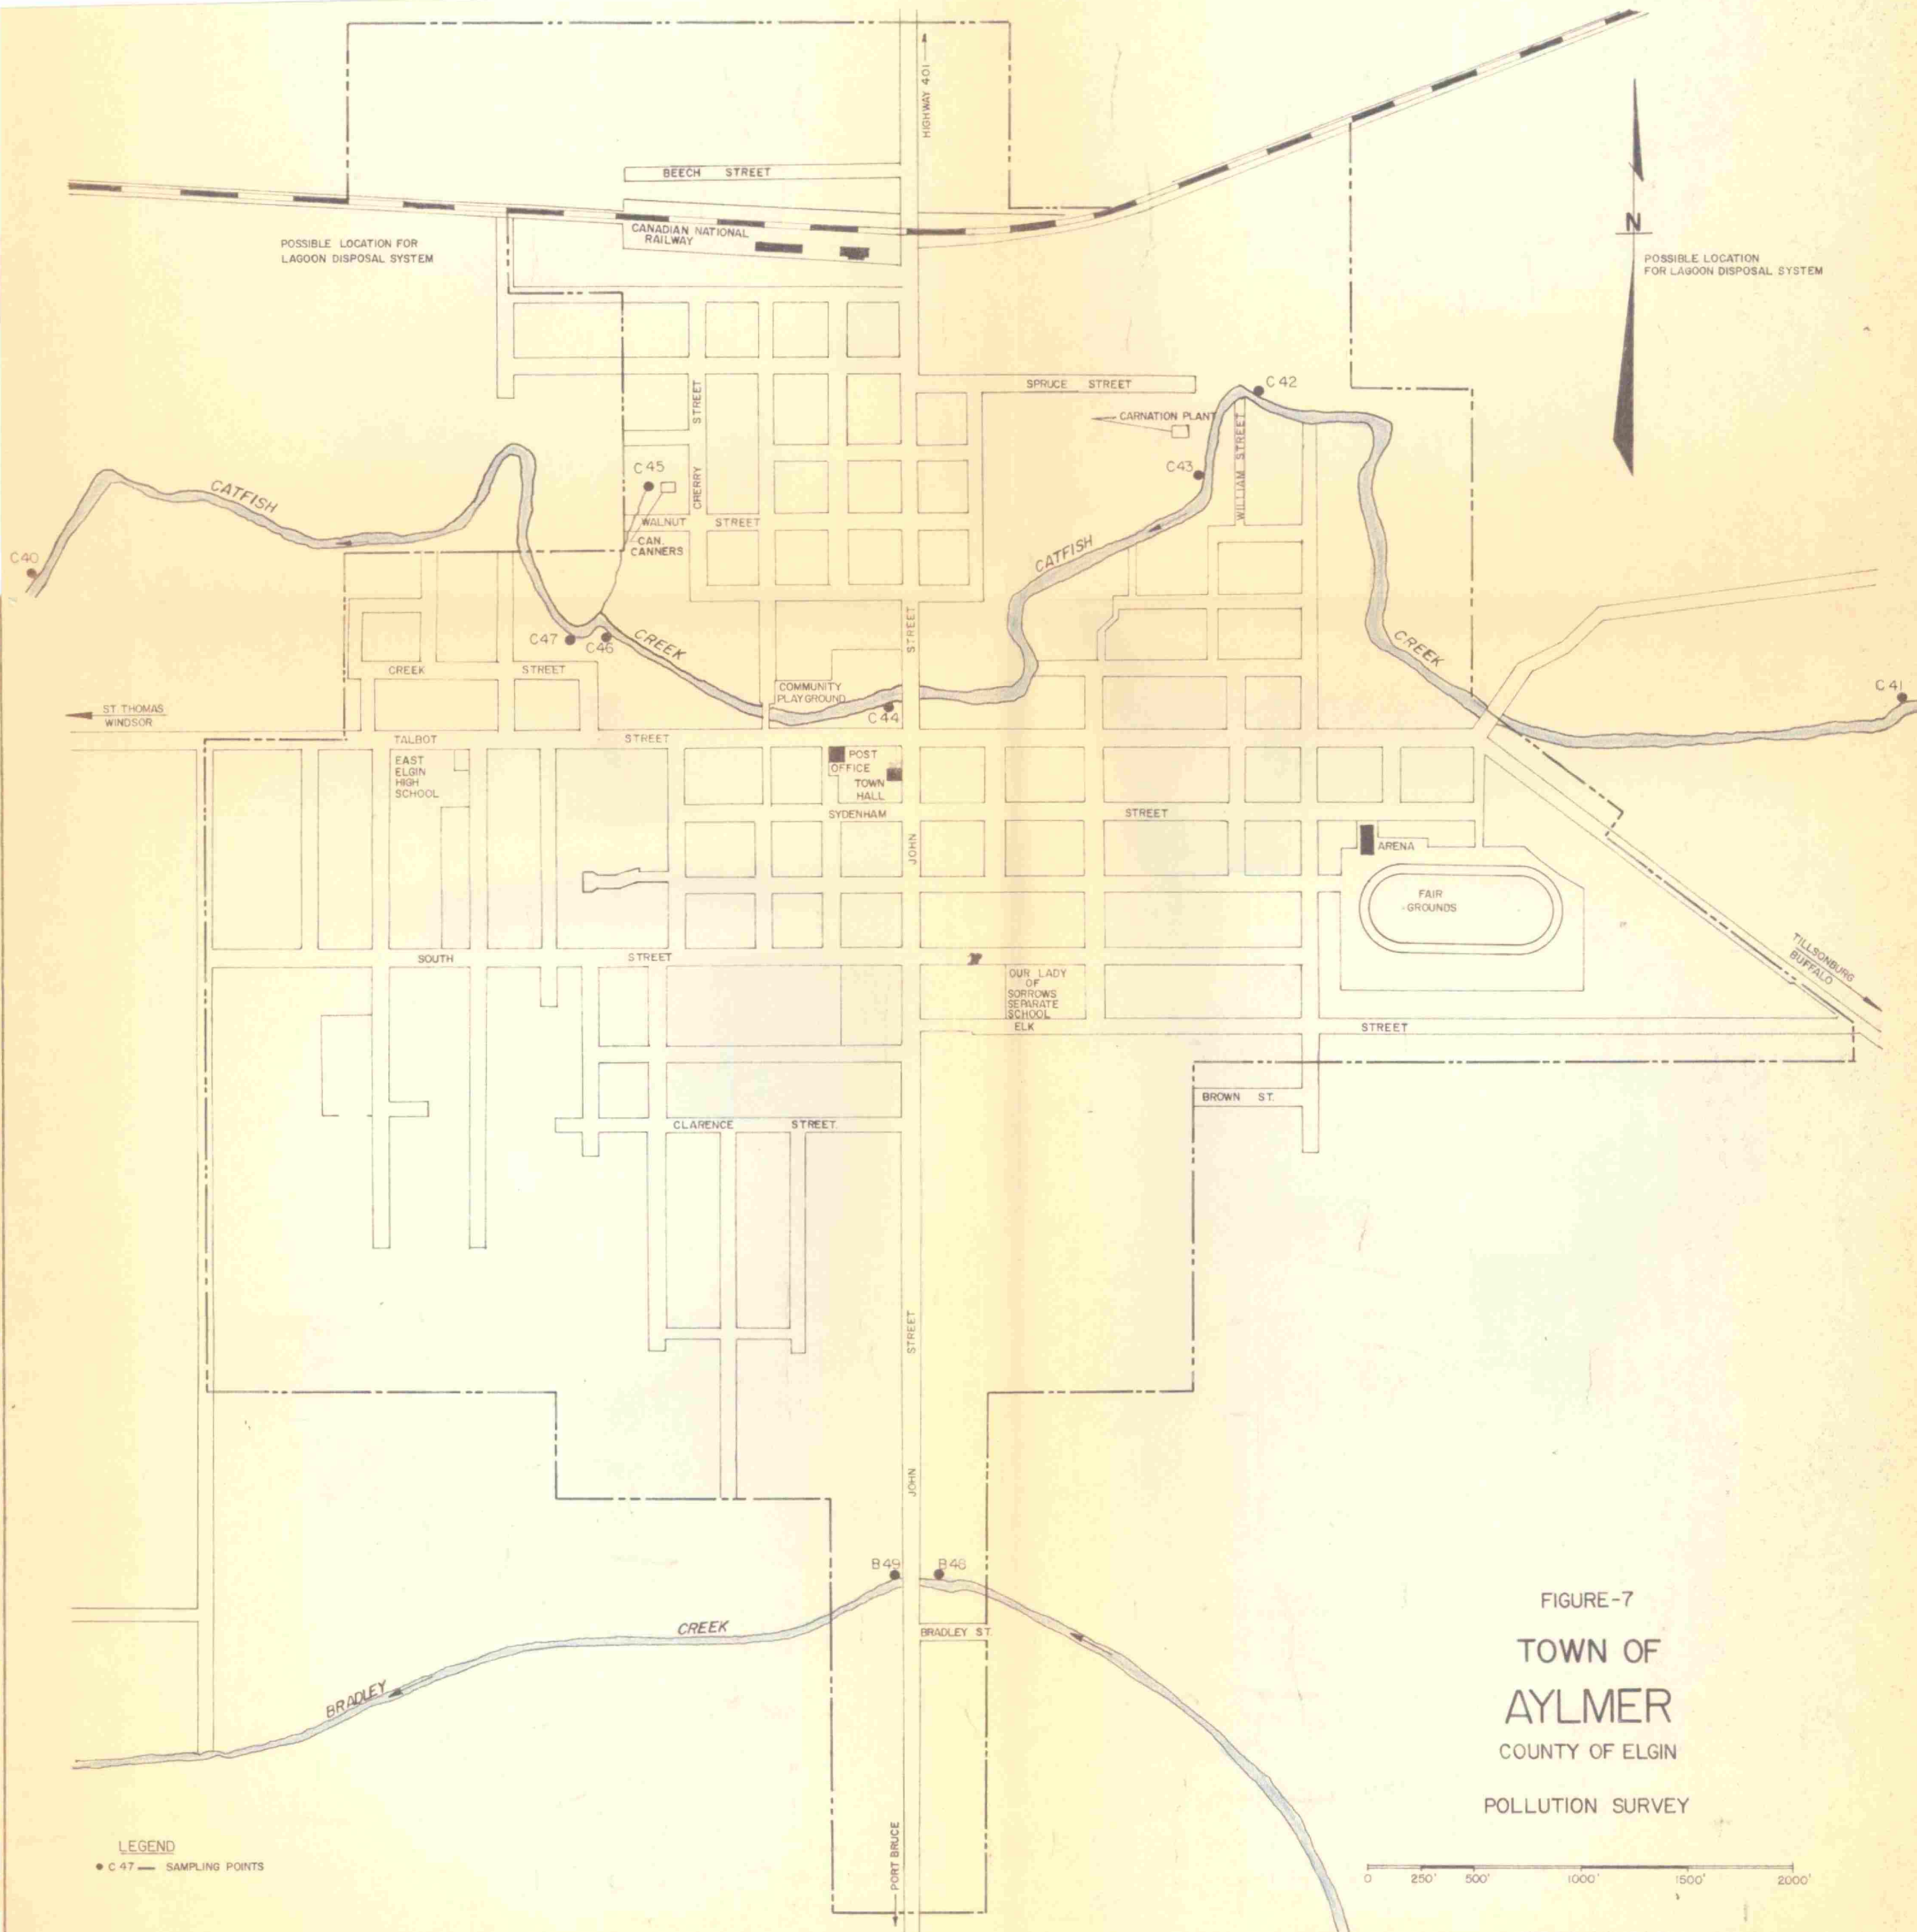 HIGHWAY 401
BEECH STREET
CANADIAN NATIONAL
RAILWAY
POSSIBLE LOCATION FOR
LAGOON DISPOSAL SYSTEM
N
POSSIBLE LOCATION
FOR LAGOON DISPOSAL SYSTEM
SPRUCE STREET
C 42
CARNATION PLANT
CHERRY STREET
WILLIAM STREET
C 45
C43
CATFISH
WALNUT STREET
CAN.
CANNERS
CATFISH
C40
C47
C46
CREEK
STREET
CREEK
CREEK STREET
COMMUNITY
PLAYGROUND
C 41
C 44
ST. THOMAS
WINDSOR
TALBOT STREET
EAST
ELGIN
HIGH
SCHOOL
POST
OFFICE
TOWN
HALL
SYDENHAM STREET
JOHN
ARENA
FAIR
GROUNDS
TILLSONBURG
BUFFALO
SOUTH STREET
OUR LADY
OF
SORROWS
SEPARATE
SCHOOL
ELK STREET
BROWN ST.
CLARENCE STREET.
STREET
JOHN
B49
B48
CREEK
BRADLEY ST.
BRADLEY
PORT BRUCE
FIGURE-7
TOWN OF
AYLMER
COUNTY OF ELGIN
POLLUTION SURVEY
LEGEND
C 47 — SAMPLING POINTS
0 250' 500' 1000' 1500' 2000'